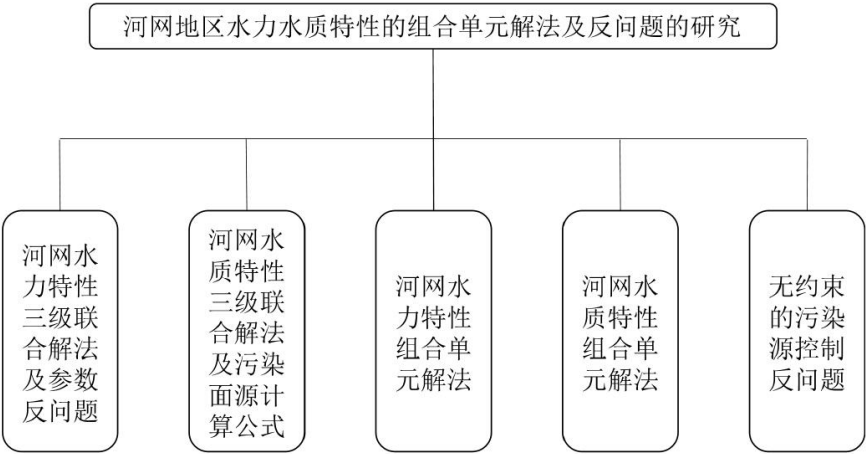 河网地区水力水质特性的组合单元解法及反问题的研究
河网水
力特性
三级联
合解法
及参数
反问题
河网水
质特性
三级联
合解法
及污染
面源计
算公式
河网水
力特性
组合单
元解法
河网水
质特性
组合单
元解法
无约束
的污染
源控制
反问题